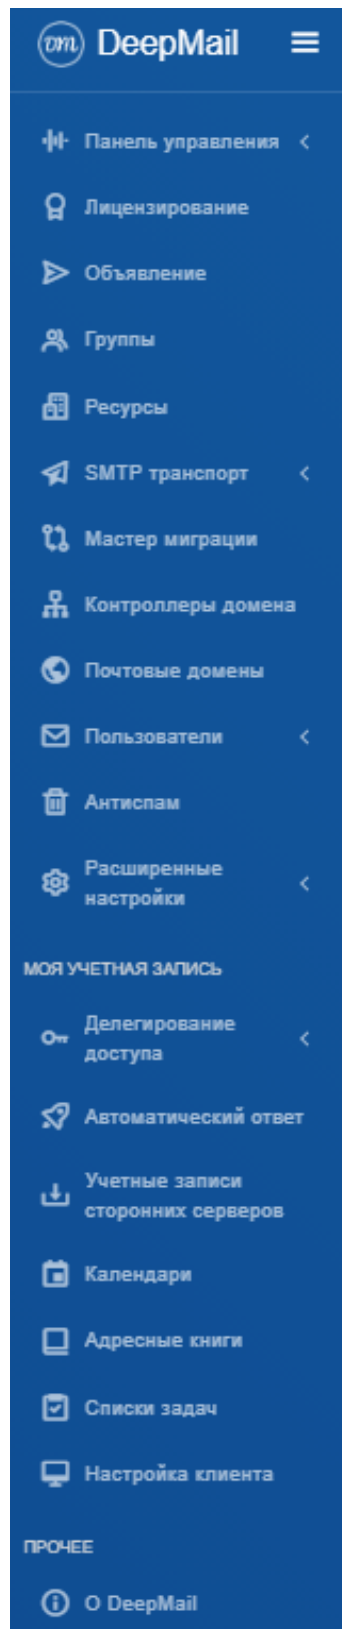 DeepMail
Панель управления
Лицензирование
Объявление
Группы
Ресурсы
SMTP транспорт
Мастер миграции
Контроллеры домена
Почтовые домены
Пользователи
Антиспам
Расширенные
настройки
МОЯ УЧЕТНАЯ ЗАПИСЬ
Делегирование
доступа
Автоматический ответ
Учетные записи
сторонних серверов
Календари
Адресные книги
Списки задач
Настройка клиента
ПРОЧЕЕ
О DeepMail